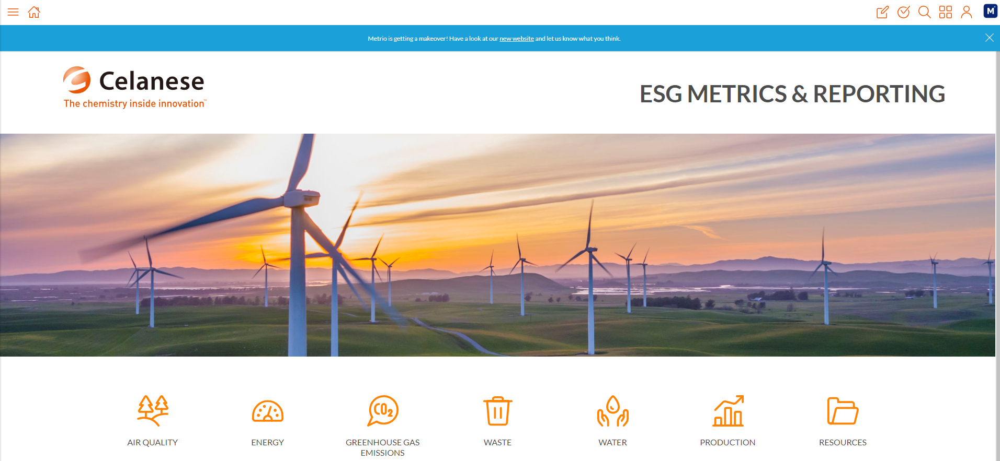 M
Metrio is getting a makeover! Have a look at our new website and let us know what you think.
Celanese
The chemistry inside innovation™
ESG METRICS & REPORTING
CO2
AIR QUALITY
ENERGY
GREENHOUSE GAS
EMISSIONS
WASTE
WATER
PRODUCTION
RESOURCES